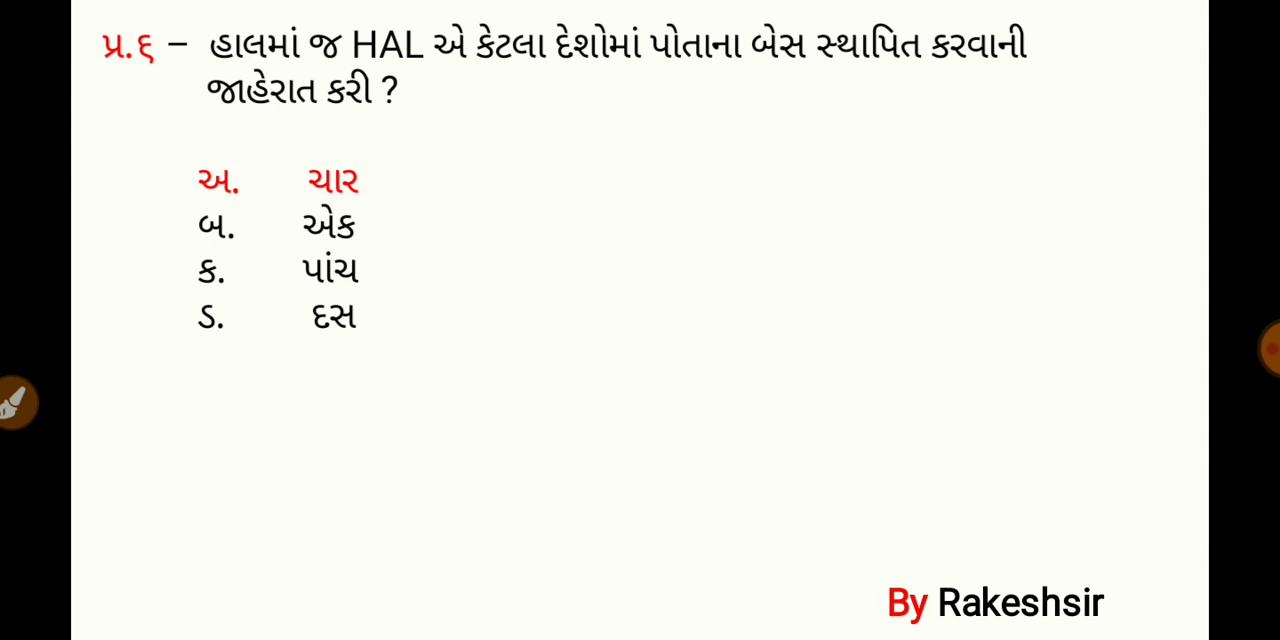 પ્ર.૬ – હાલમાં જ HAL એ કેટલા દેશોમાં પોતાના બેસ સ્થાપિત કરવાની
જાહેરાત કરી ?
અ. ચાર
બ. એક
ક. પાંચ
ડ. દસ
By Rakeshsir